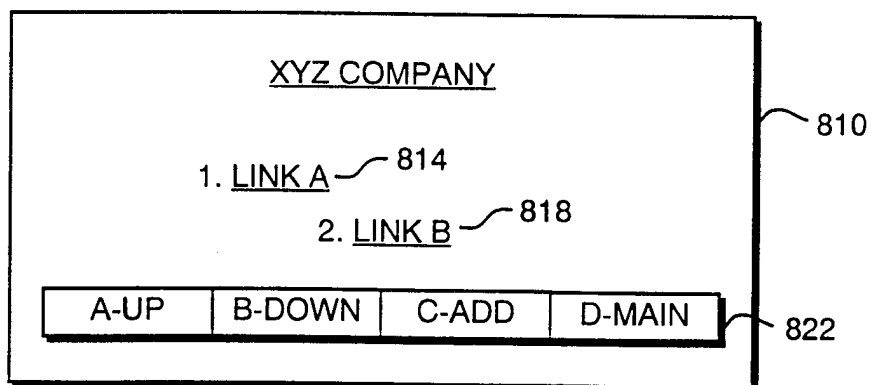 XYZ COMPANY
810
1. LINK A 814
2. LINK B 818
A-UP B-DOWN C-ADD D-MAIN
822